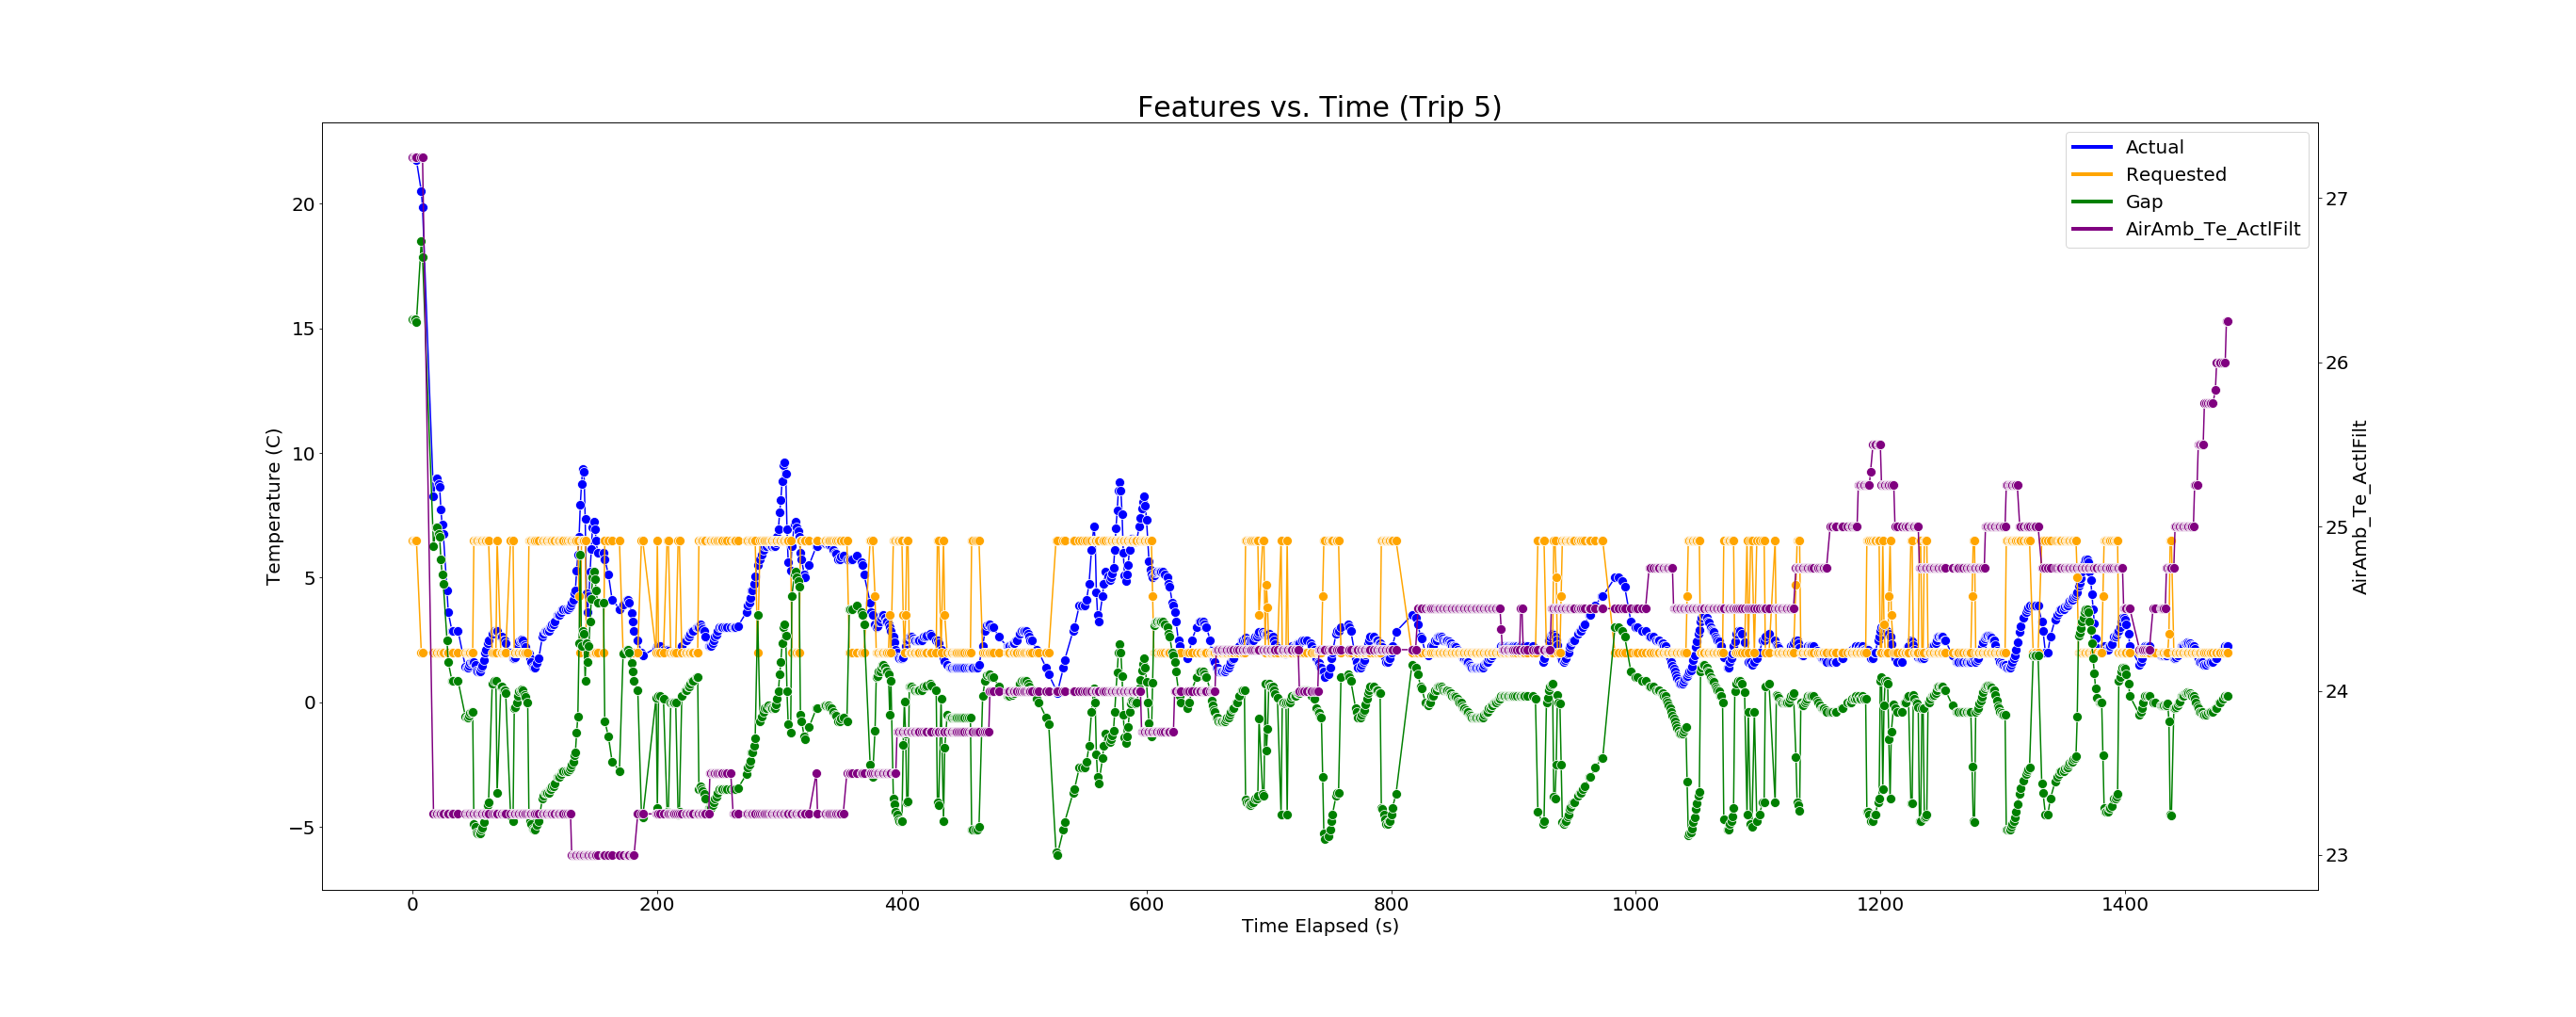 Features vs. Time (Trip 5)
Actual
Requested
Gap
AirAmb_Te_ActlFilt
20
15
10
5
0
−5
Temperature (C)
27
26
25
24
23
AirAmb_Te_ActlFilt
0 200 400 600 800 1000 1200 1400
Time Elapsed (s)